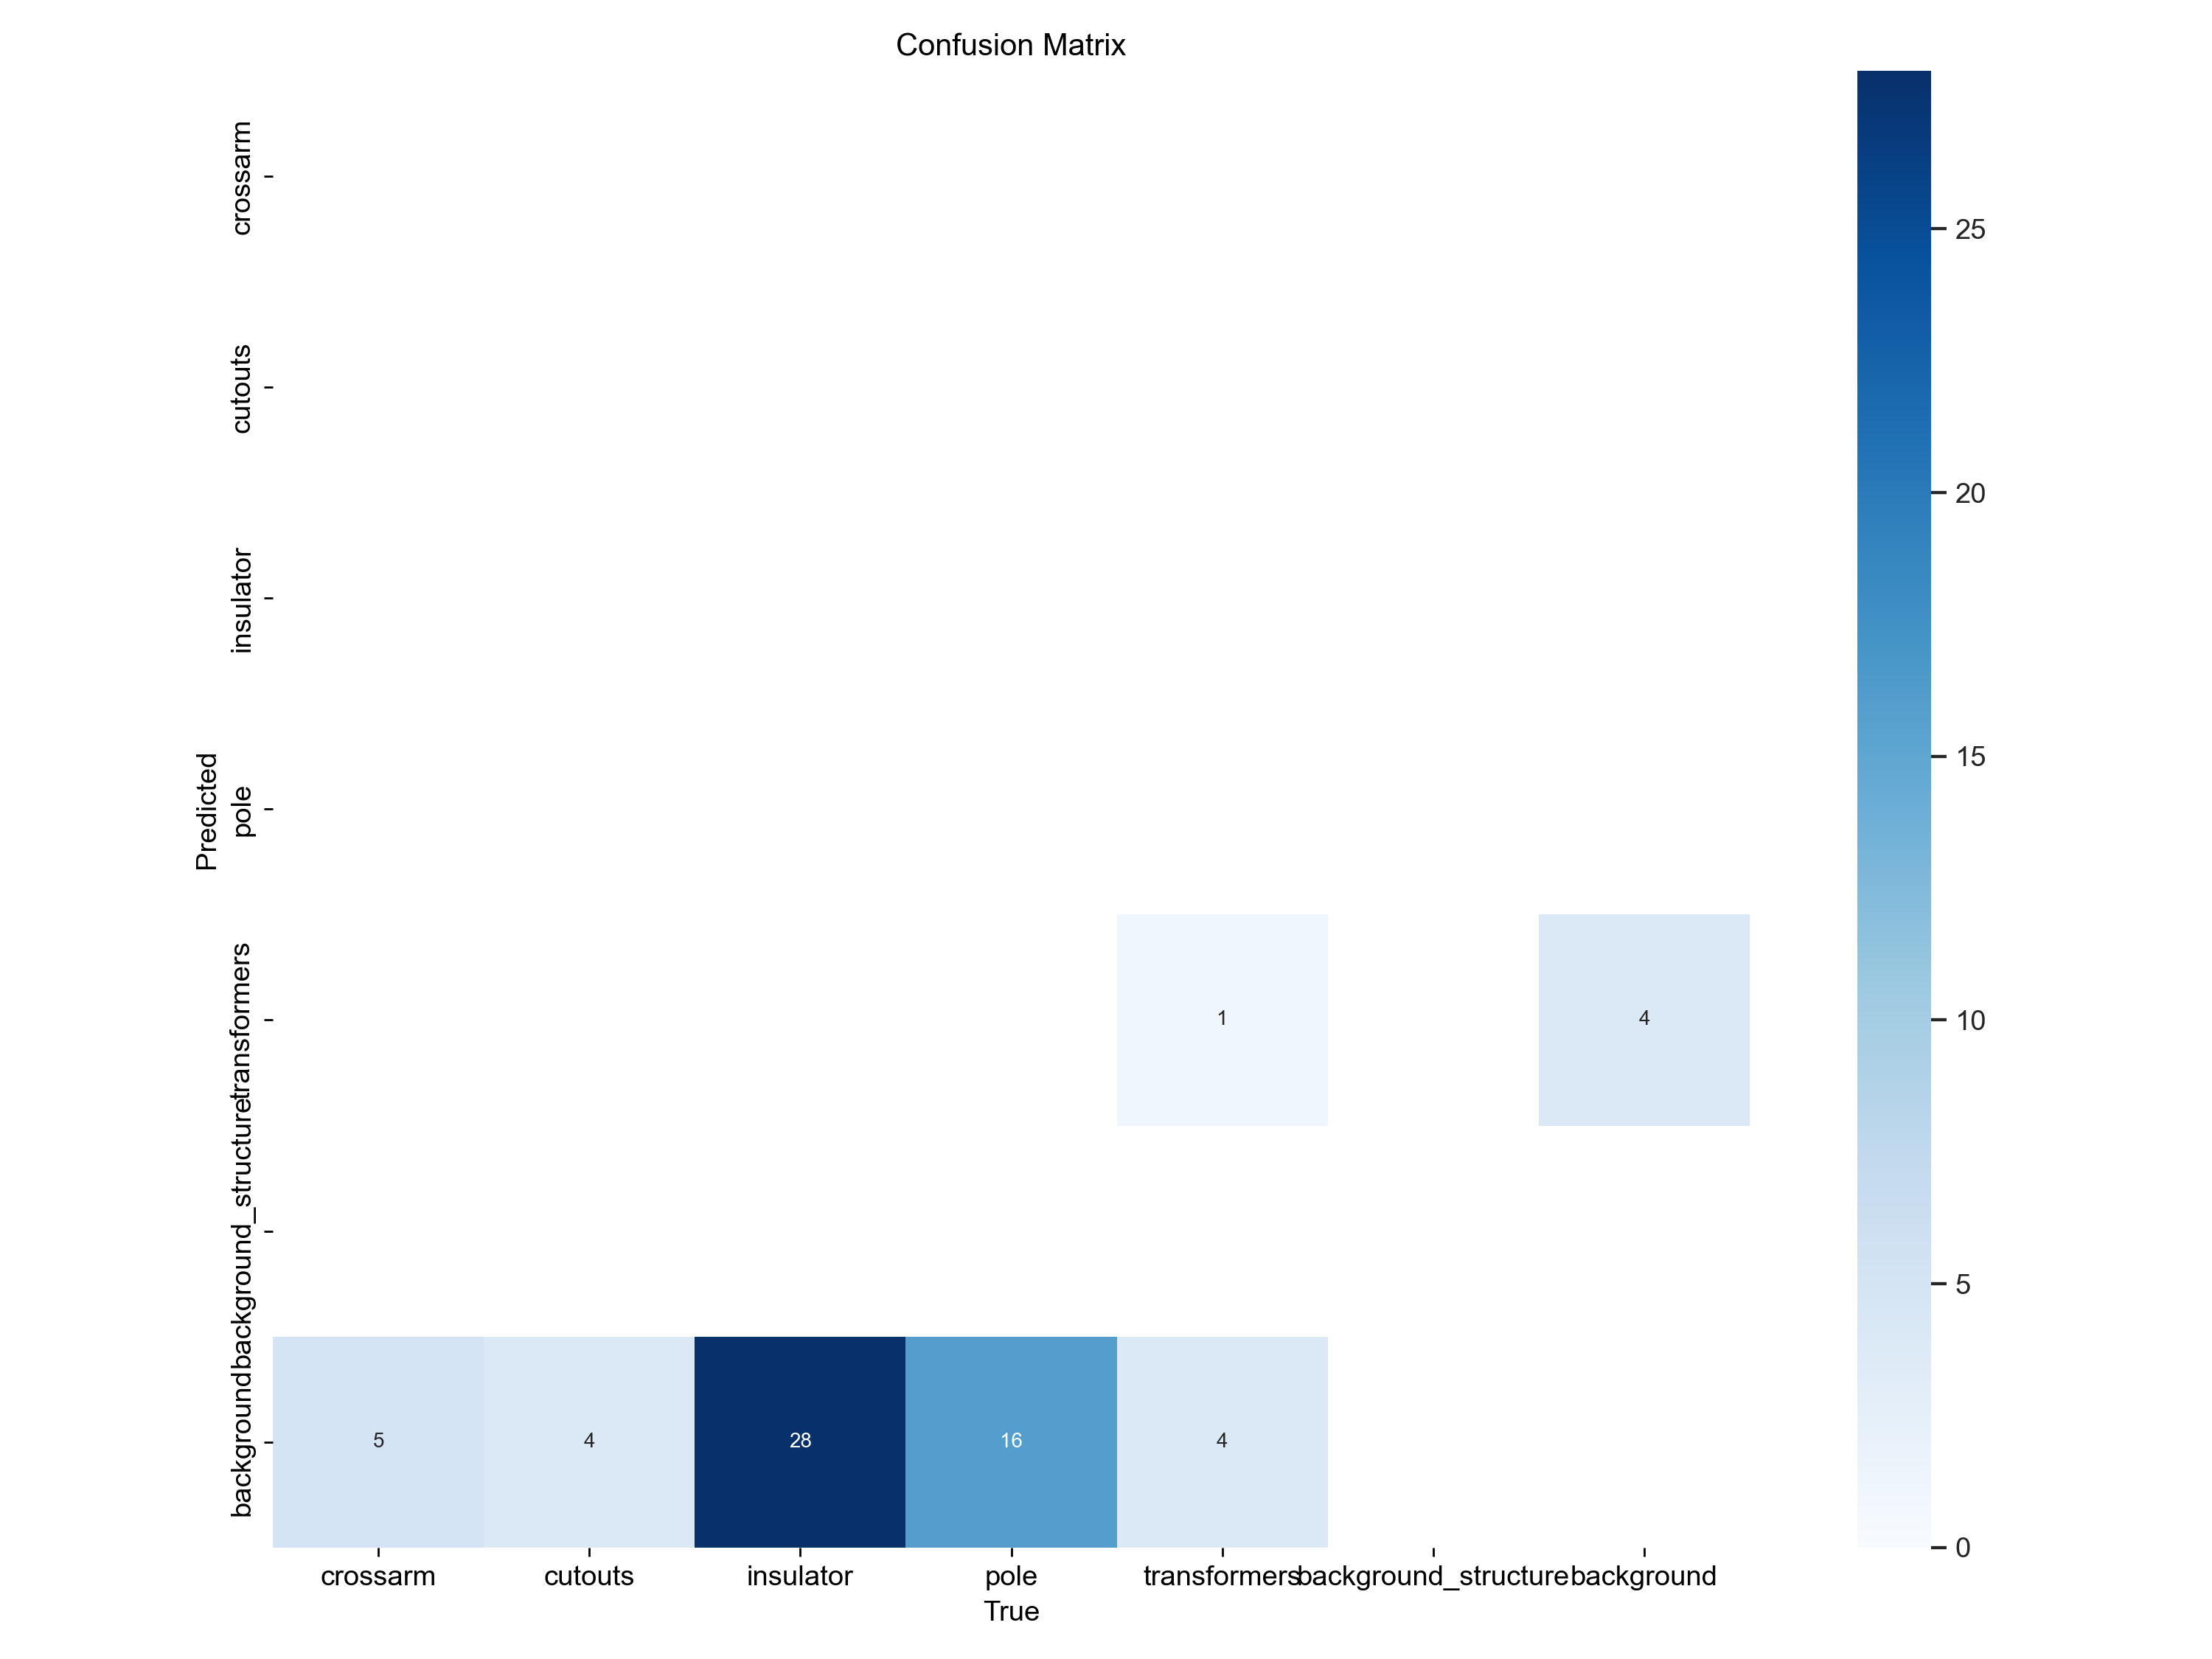 Confusion Matrix
Predicted
crossarm
cutouts
insulator
pole
transformers
background_structure
background
1
4
5
4
28
16
4
crossarm
cutouts
insulator
pole
transformers
background_structure
background
True
25
20
15
10
5
0